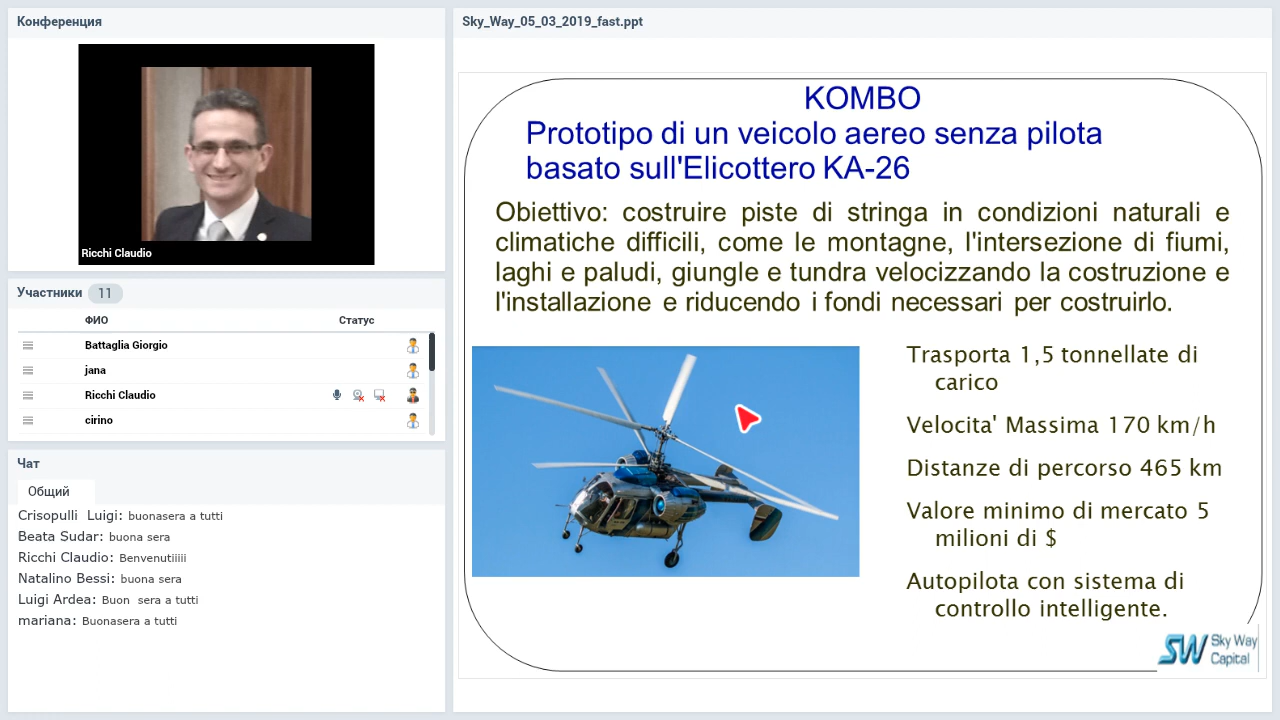 Конференция
Ricchi Claudio
Участники 11
ФИО Статус
Battaglia Giorgio
jana
Ricchi Claudio
cirino
Чат
Общий
Crisopulli Luigi: buonasera a tutti
Beata Sudar: buona sera
Ricchi Claudio: Benvenutiiiii
Natalino Bessi: buona sera
Luigi Ardea: Buon sera a tutti
mariana: Buonasera a tutti
Sky_Way_05_03_2019_fast.ppt
KOMBO
Prototipo di un veicolo aereo senza pilota
basato sull'Elicottero KA-26
Obiettivo: costruire piste di stringa in condizioni naturali e
climatiche difficili, come le montagne, l'intersezione di fiumi,
laghi e paludi, giungle e tundra velocizzando la costruzione e
l'installazione e riducendo i fondi necessari per costruirlo.
Trasporta 1,5 tonnellate di
carico
Velocita' Massima 170 km/h
Distanze di percorso 465 km
Valore minimo di mercato 5
milioni di $
Autopilota con sistema di
controllo intelligente.
SW Sky Way
Capital